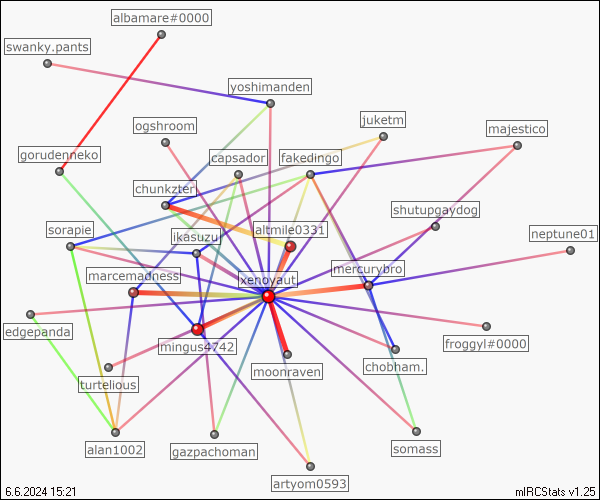 albamare#0000
swanky.pants
yoshimanden
ogshroom
juketm
majestico
gorudenneko
capsador
fakedingo
chunkzter
shutupgaydog
sorapie
ikasuzu
laltmile0331
neptune01
marcemadness
xenoyaut
mercurybro
edgepanda
mingus4742
froggyl#0000
moonraven
chobham.
turtelious
alan1002
gazpachoman
somass
artyom0593
6.6.2024 15:21
mIRCStats v1.25